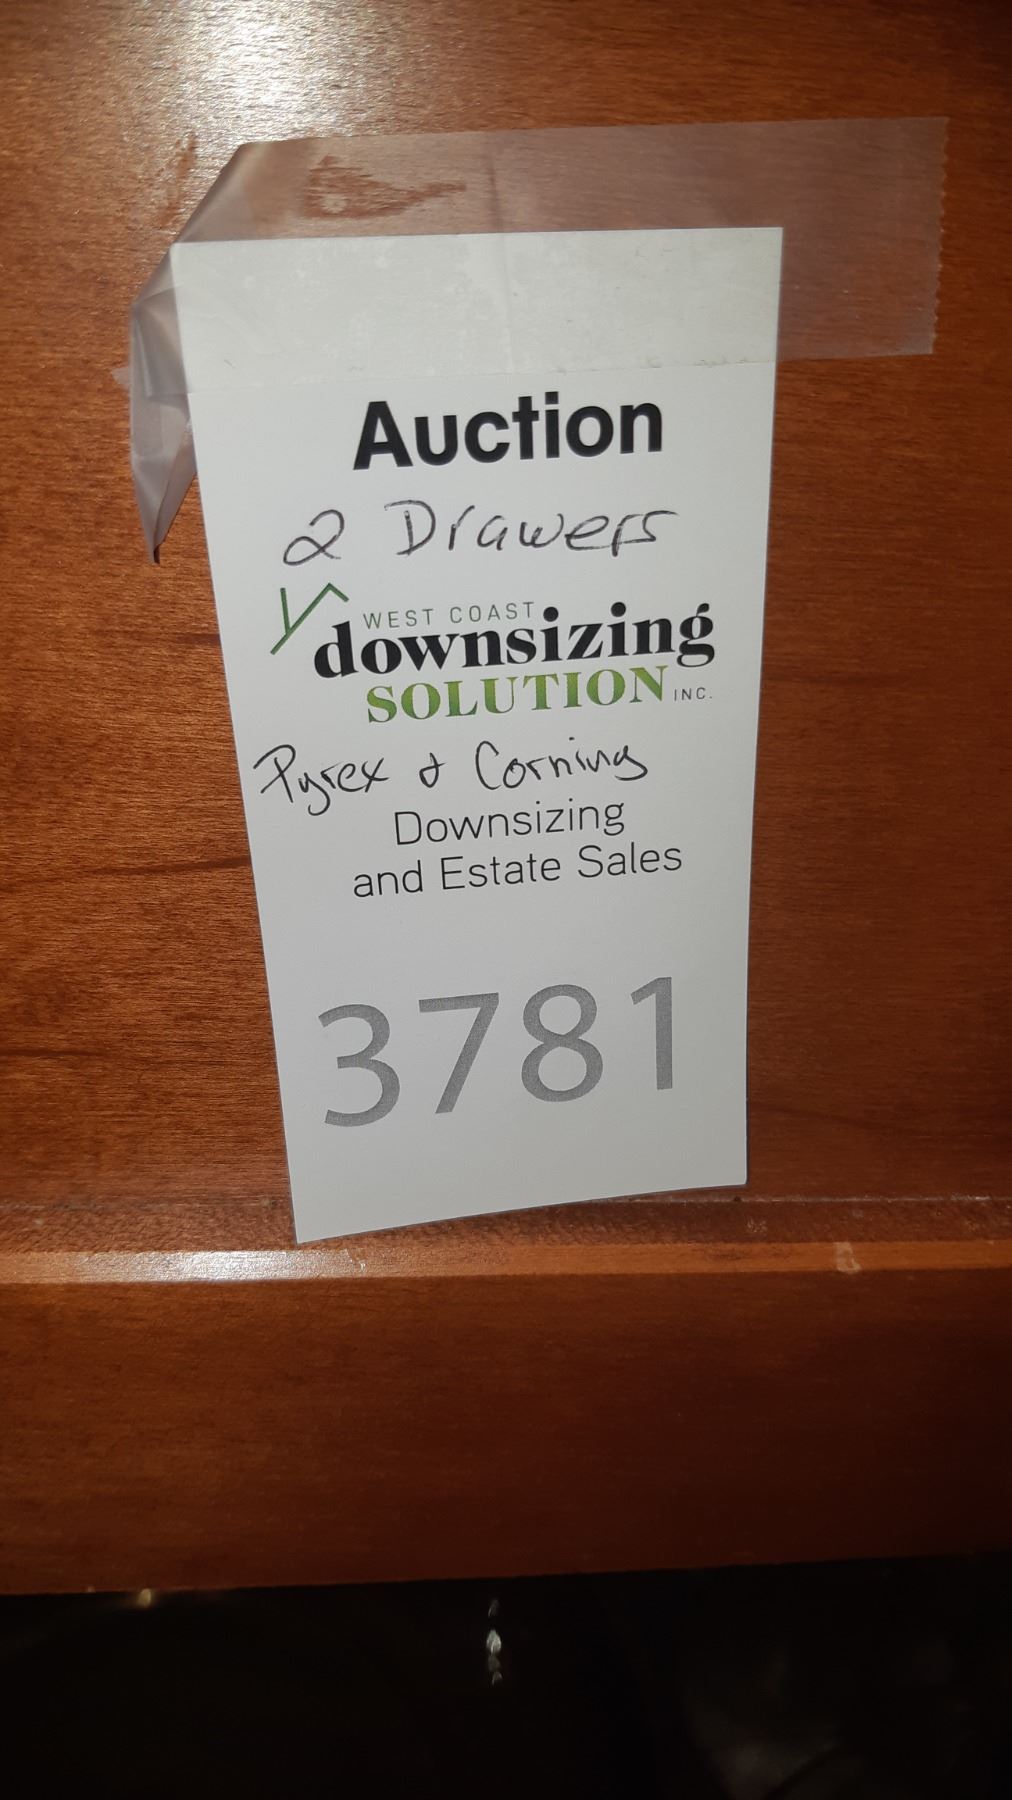 Auction
2 Drawers
WEST COAST
downsizing
SOLUTION INC.
Pyrex & Corning
Downsizing
and Estate Sales
3781